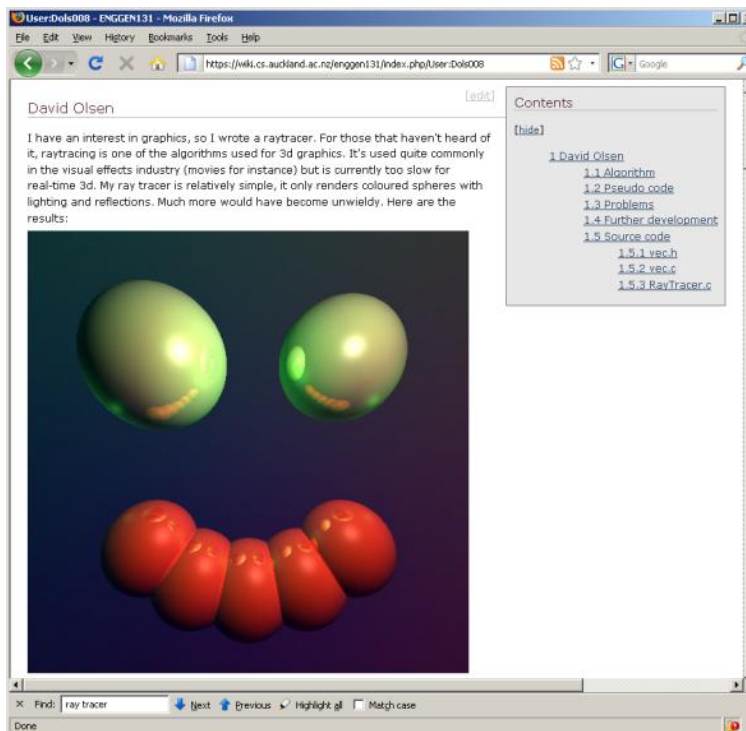 User:Dols008 - ENGGEN131 - Mozilla Firefox
File Edit View History Bookmarks Tools Help
https://wiki.cs.auckland.ac.nz/enggen131/index.php/User:Dols008
Google
[edit]
David Olsen
I have an interest in graphics, so I wrote a raytracer. For those that haven't heard of
it, raytracing is one of the algorithms used for 3d graphics. It's used quite commonly
in the visual effects industry (movies for instance) but is currently too slow for
real-time 3d. My ray tracer is relatively simple, it only renders coloured spheres with
lighting and reflections. Much more would have become unwieldy. Here are the
results:
Contents
[hide]
1 David Olsen
1.1 Algorithm
1.2 Pseudo code
1.3 Problems
1.4 Further development
1.5 Source code
1.5.1 vec.h
1.5.2 vec.c
1.5.3 RayTracer.c
Find: ray tracer Next Previous Highlight all Match case
Done